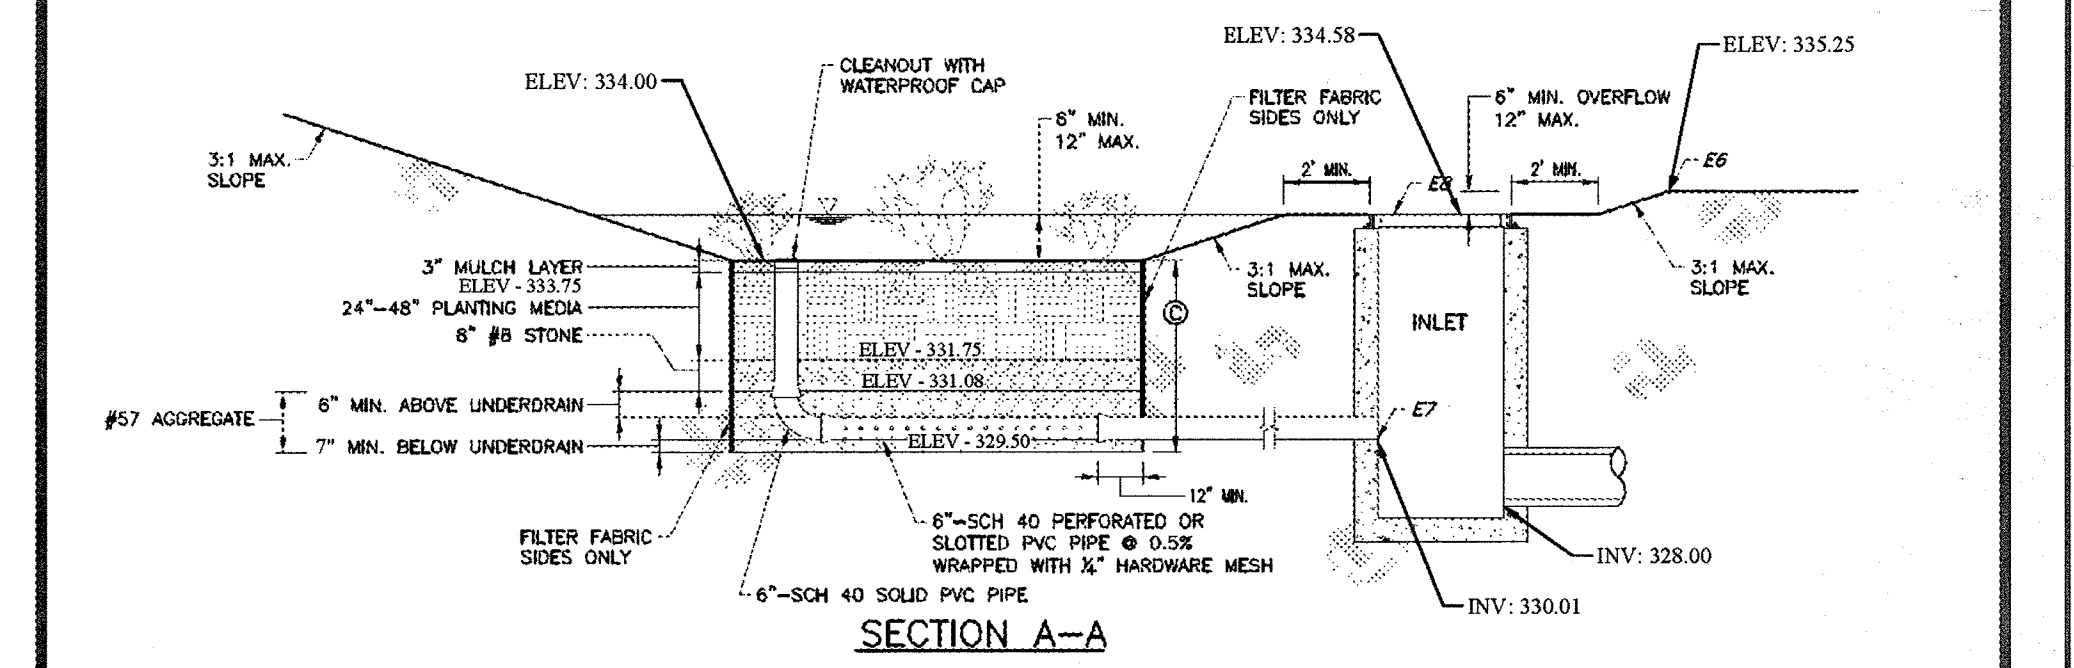 ELEV: 334.58
ELEV: 335.25
ELEV: 334.00
CLEANOUT WITH
WATERPROOF CAP
FILTER FABRIC
SIDES ONLY
6" MIN. OVERFLOW
12" MAX.
6" MIN.
12" MAX.
3:1 MAX.
SLOPE
2' MIN.
E8
2' MIN.
E6
3" MULCH LAYER
ELEV - 333.75
24"-48" PLANTING MEDIA
8" #8 STONE
3:1 MAX.
SLOPE
3:1 MAX.
SLOPE
C
INLET
ELEV - 331.75
ELEV - 331.08
#57 AGGREGATE
6" MIN. ABOVE UNDERDRAIN
7" MIN. BELOW UNDERDRAIN
ELEV - 329.50
E7
12" MIN.
FILTER FABRIC
SIDES ONLY
6"-SCH 40 PERFORATED OR
SLOTTED PVC PIPE @ 0.5%
WRAPPED WITH ¼" HARDWARE MESH
6"-SCH 40 SOLID PVC PIPE
INV: 328.00
INV: 330.01
SECTION A-A